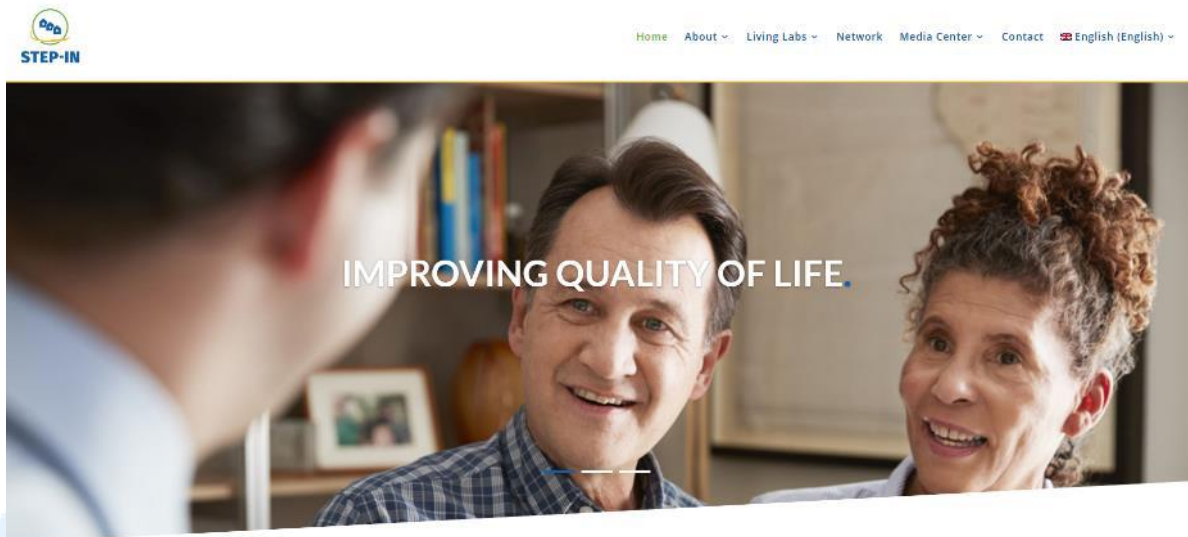 STEP-IN
Home About Living Labs Network Media Center Contact English (English)
IMPROVING QUALITY OF LIFE.